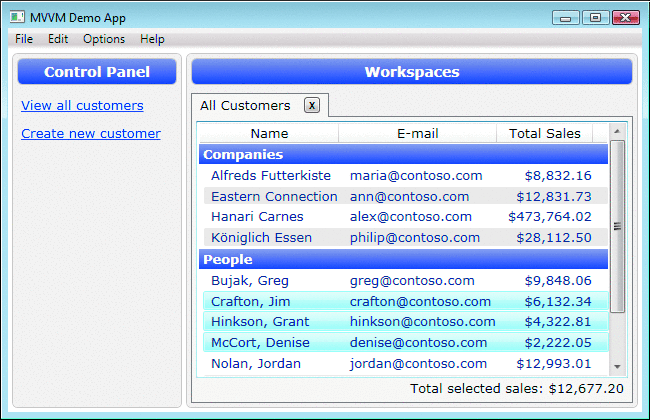 MVVM Demo App
File Edit Options Help
Control Panel
View all customers
Create new customer
Workspaces
All Customers X
Name E-mail Total Sales
Companies
Alfreds Futterkiste maria@contoso.com $8,832.16
Eastern Connection ann@contoso.com $12,831.73
Hanari Carnes alex@contoso.com $473,764.02
Königlich Essen philip@contoso.com $28,112.50
People
Bujak, Greg greg@contoso.com $9,848.06
Crafton, Jim crafton@contoso.com $6,132.34
Hinkson, Grant hinkson@contoso.com $4,322.81
McCort, Denise denise@contoso.com $2,222.05
Nolan, Jordan jordan@contoso.com $12,993.01
Total selected sales: $12,677.20